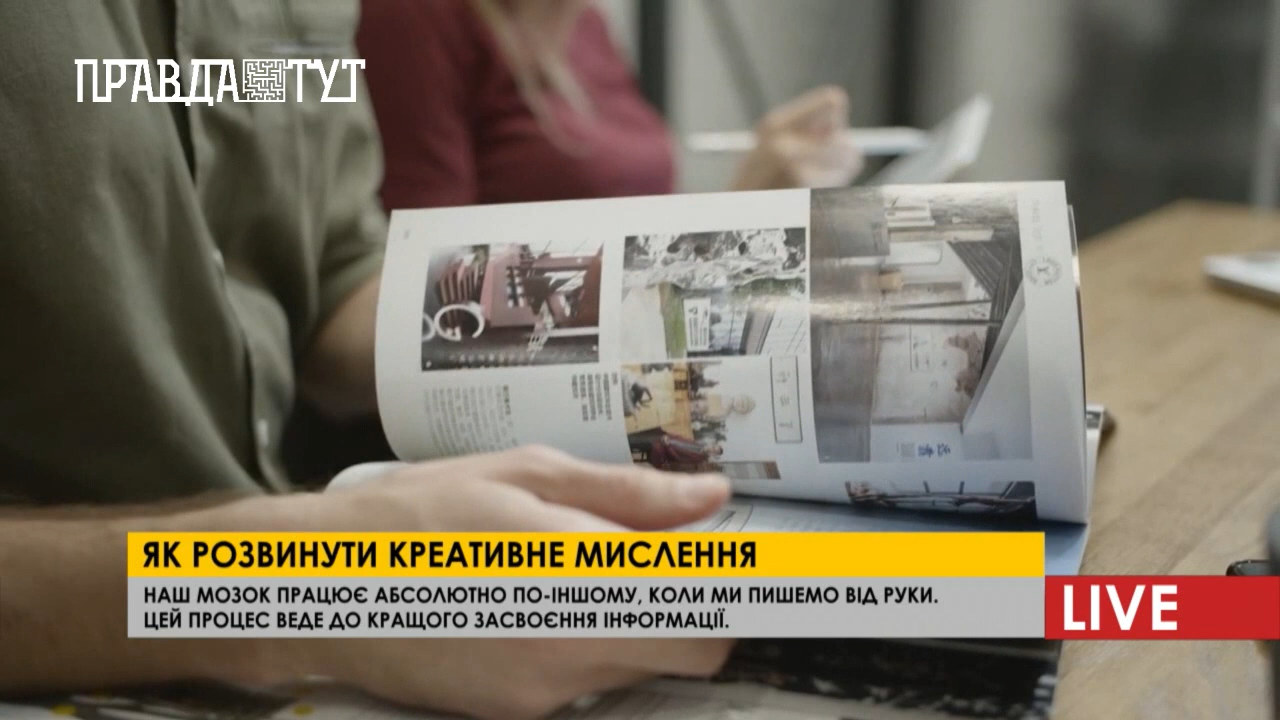 ПРАВДА ТУТ
ЯК РОЗВИНУТИ КРЕАТИВНЕ МИСЛЕННЯ
НАШ МОЗОК ПРАЦЮЄ АБСОЛЮТНО ПО-ІНШОМУ, КОЛИ МИ ПИШЕМО ВІД РУКИ.
ЦЕЙ ПРОЦЕС ВЕДЕ ДО КРАЩОГО ЗАСВОЄННЯ ІНФОРМАЦІЇ.
LIVE